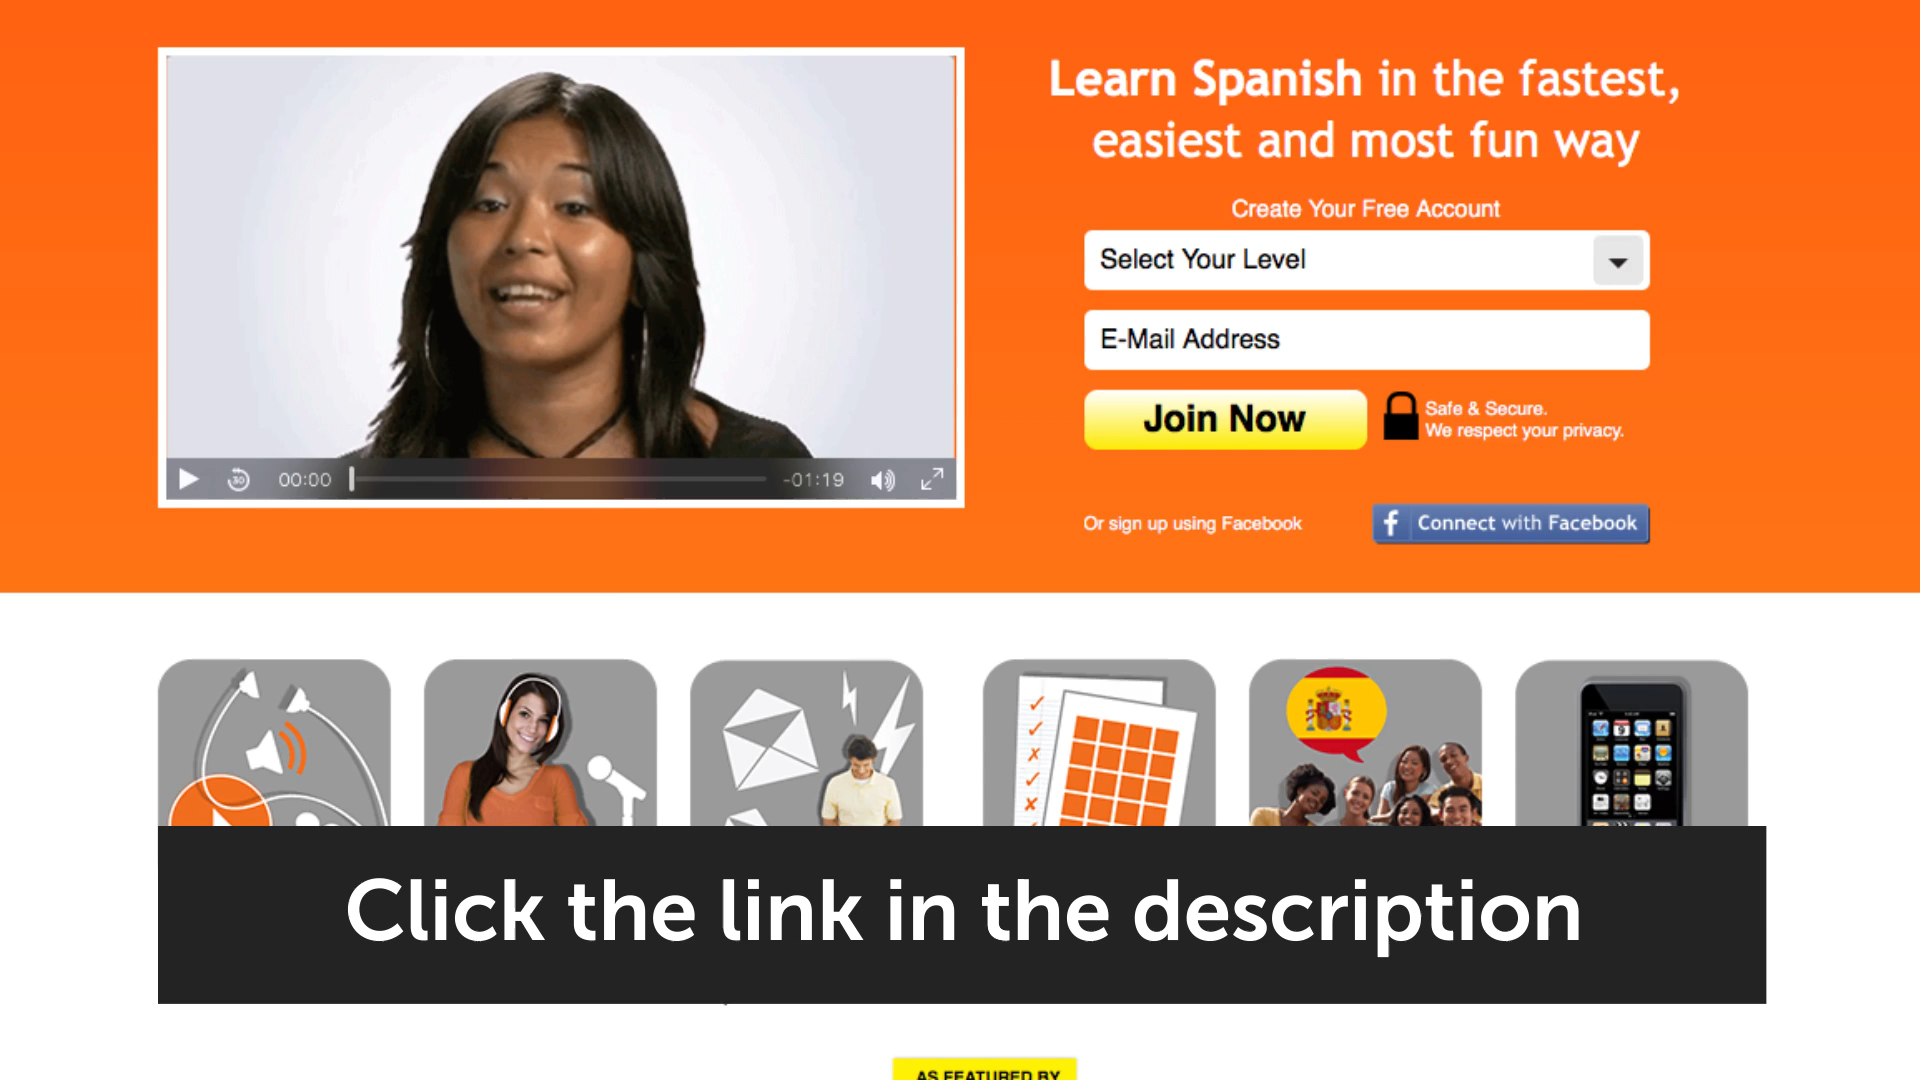 Learn Spanish in the fastest,
easiest and most fun way
Create Your Free Account
Select Your Level
E-Mail Address
Join Now
Safe & Secure.
We respect your privacy.
30
00:00
-01:19
Or sign up using Facebook
f Connect with Facebook
Click the link in the description
AS FEATURED BY